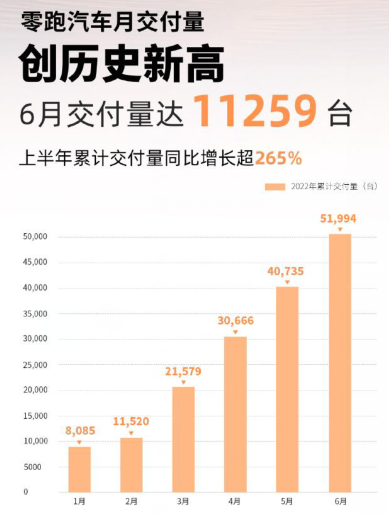 零跑汽车月交付量
创历史新高
6月交付量达 11259 台
上半年累计交付量同比增长超265%
2022年累计交付量（台）
51,994
50,000
45,000
40,735
40,000
35,000
30,666
30,000
25,000
21,579
20,000
15,000
11,520
8,085
10,000
5000
0
1月 2月 3月 4月 5月 6月